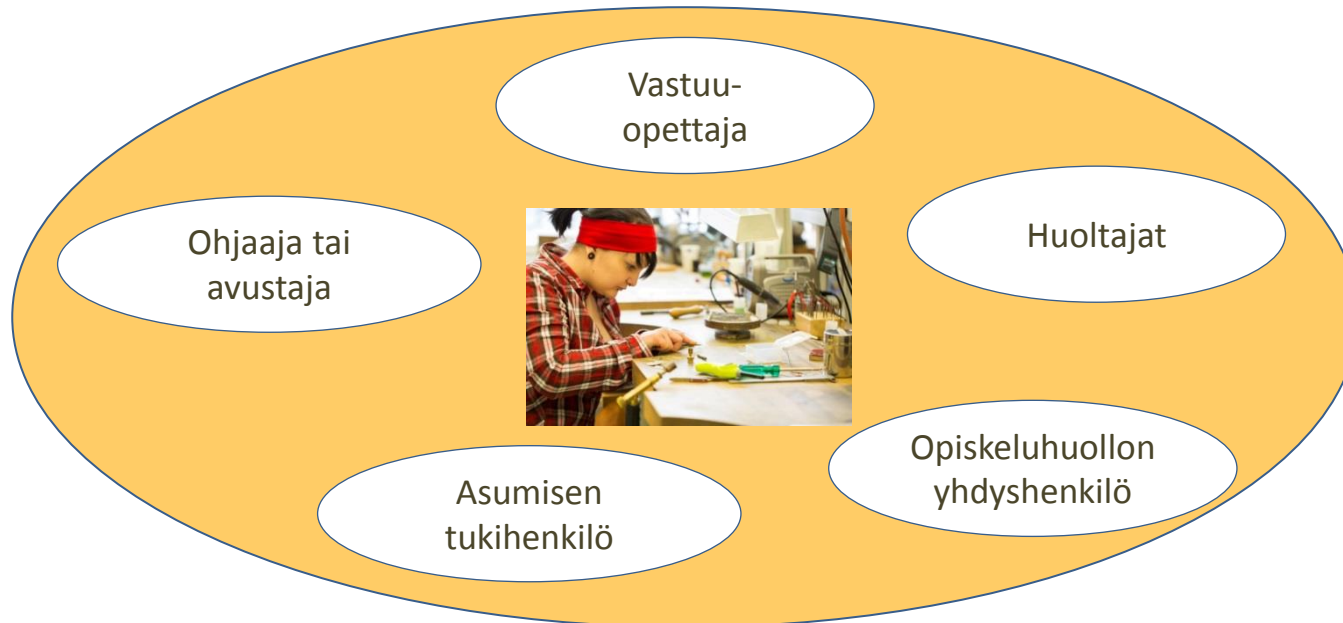 Vastuu-
opettaja
Ohjaaja tai
avustaja
Huoltajat
Asumisen
tukihenkilö
Opiskeluhuollon
yhdyshenkilö